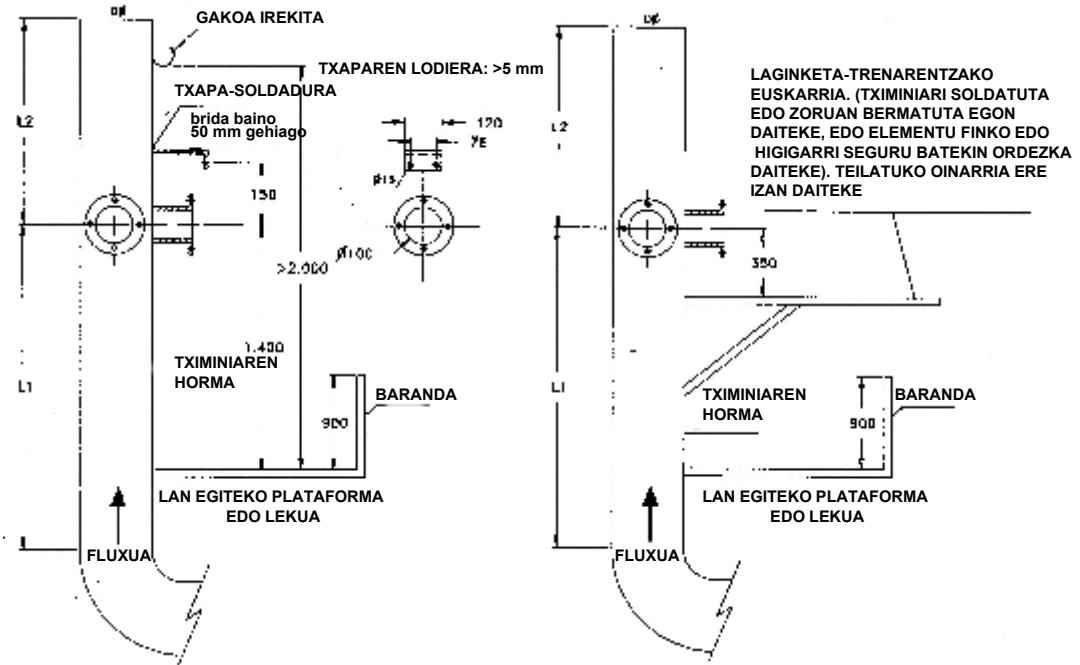 DØ
GAKOA IREKITA
TXAPAREN LODIERA: >5 mm
TXAPA-SOLDADURA
brida baino
50 mm gehiago
L2
120
150
Ø100
>2.000
1.400
TXIMINIAREN
HORMA
L1
BARANDA
900
LAN EGITEKO PLATAFORMA
EDO LEKUA
FLUXUA
LAGINKETA-TRENARENTZAKO
EUSKARRIA. (TXIMINIARI SOLDATUTA
EDO ZORUAN BERMATUTA EGON
DAITEKE, EDO ELEMENTU FINKO EDO
HIGIGARRI SEGURU BATEKIN ORDEZKA
DAITEKE). TEILATUKO OINARRIA ERE
IZAN DAITEKE
L2
350
L1
TXIMINIAREN
HORMA
BARANDA
900
LAN EGITEKO PLATAFORMA
EDO LEKUA
FLUXUA